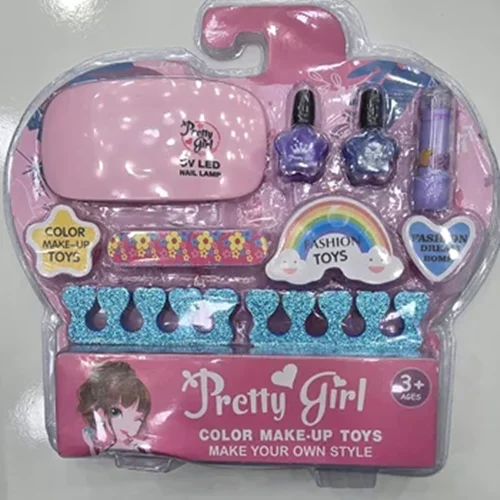 Pretty
Girl
UV LED
NAIL LAMP
COLOR
MAKE-UP
TOYS
FASHION
TOYS
FASHION
DREAM
HOME
Pretty Girl
3+
AGES
COLOR MAKE-UP TOYS
MAKE YOUR OWN STYLE